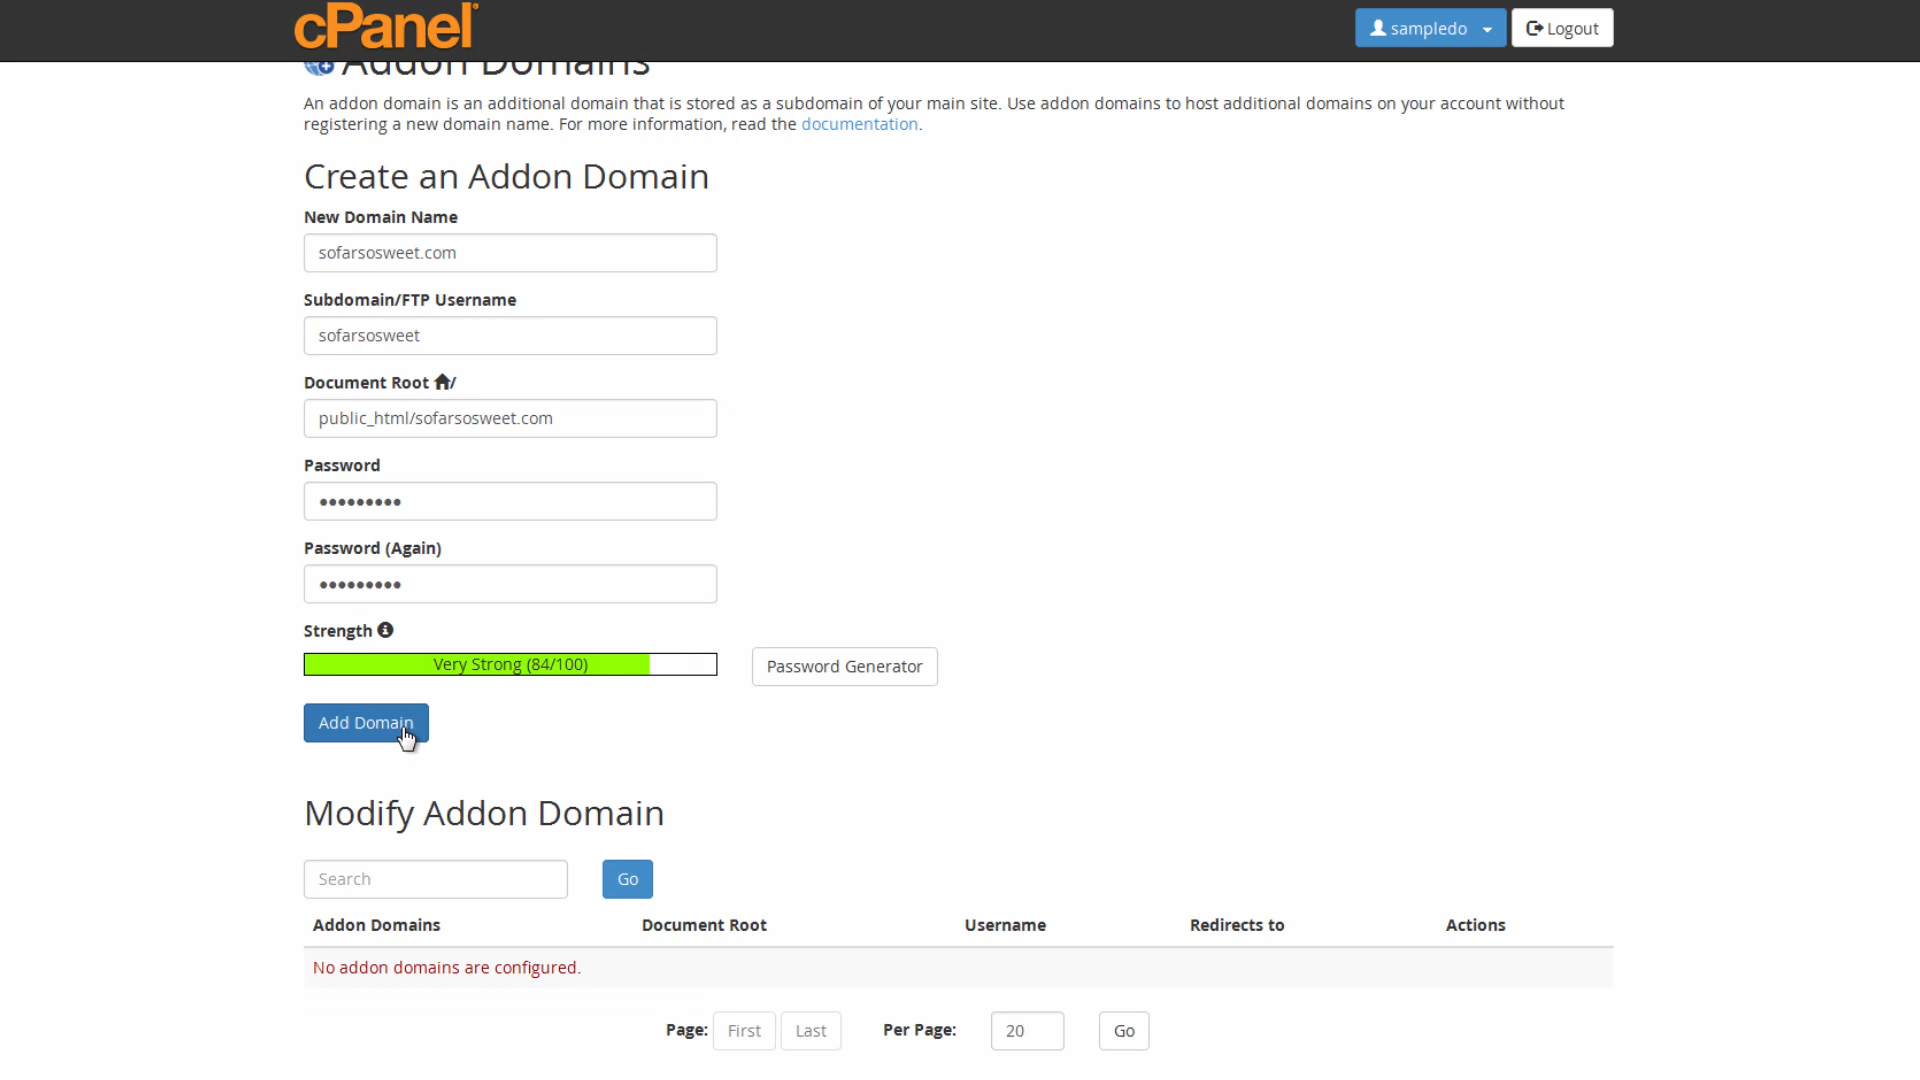 cPanel
sampledo
Logout
Addon Domains
An addon domain is an additional domain that is stored as a subdomain of your main site. Use addon domains to host additional domains on your account without
registering a new domain name. For more information, read the documentation.
Create an Addon Domain
New Domain Name
sofarsosweet.com
Subdomain/FTP Username
sofarsosweet
Document Root /
public_html/sofarsosweet.com
Password
•••••••••
Password (Again)
•••••••••
Strength
Very Strong (84/100)
Password Generator
Add Domain
Modify Addon Domain
Search
Go
Addon Domains Document Root Username Redirects to Actions
No addon domains are configured.
Page: First Last Per Page: 20 Go